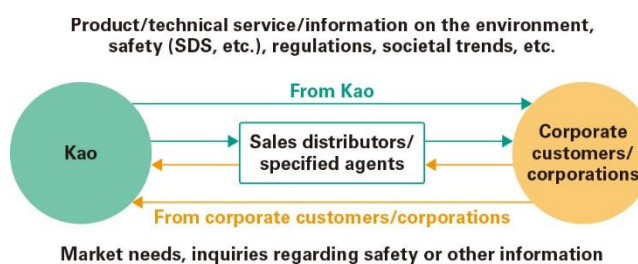 Product/technical service/information on the environment,
safety (SDS, etc.), regulations, societal trends, etc.
From Kao
Kao
Sales distributors/
specified agents
Corporate
customers/
corporations
From corporate customers/corporations
Market needs, inquiries regarding safety or other information